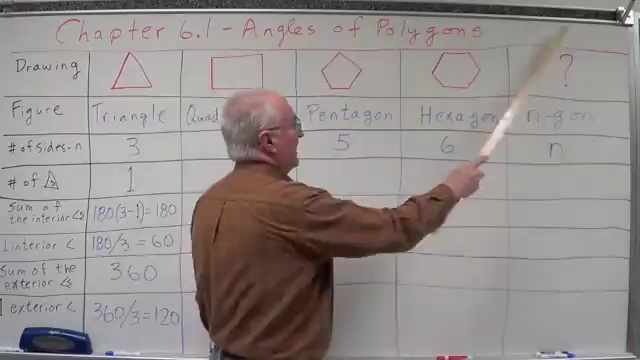 Chapter 6.1 - Angles of Polygons
Drawing ?
Figure Triangle Quad Pentagon Hexagon n-gon
# of sides-n 3 5 6 n
# of △s 1
Sum of the interior <s 180(3-1)=180
1 interior < 180/3=60
Sum of the exterior <s 360
1 exterior < 360/3=120